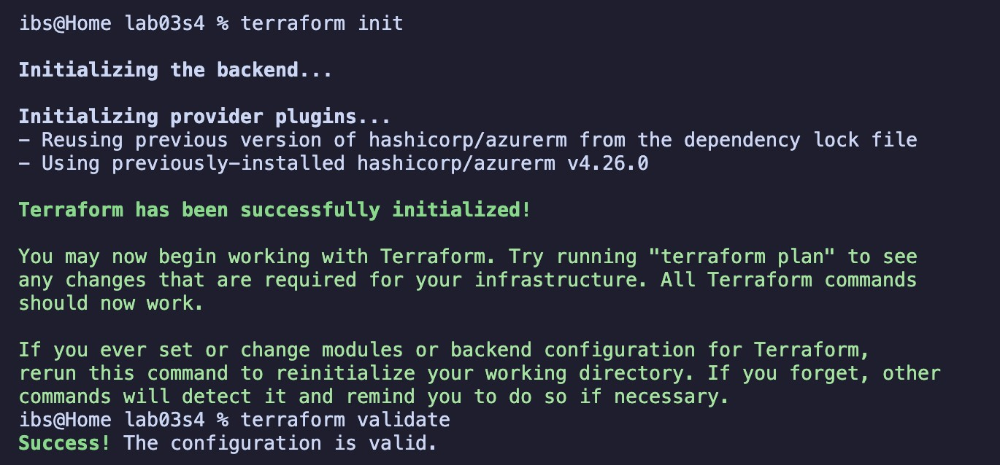 ibs@Home lab03s4 % terraform init
Initializing the backend...
Initializing provider plugins...
- Reusing previous version of hashicorp/azurerm from the dependency lock file
- Using previously-installed hashicorp/azurerm v4.26.0
Terraform has been successfully initialized!
You may now begin working with Terraform. Try running "terraform plan" to see
any changes that are required for your infrastructure. All Terraform commands
should now work.
If you ever set or change modules or backend configuration for Terraform,
rerun this command to reinitialize your working directory. If you forget, other
commands will detect it and remind you to do so if necessary.
ibs@Home lab03s4 % terraform validate
Success! The configuration is valid.